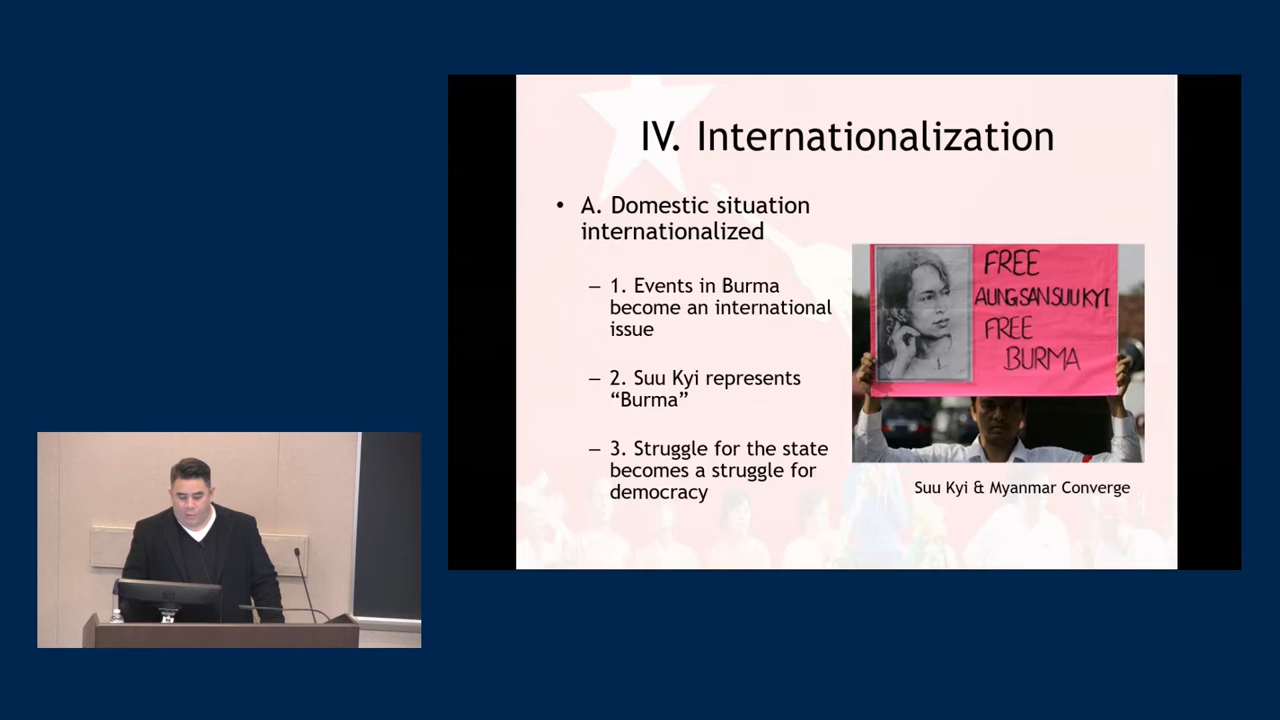 IV. Internationalization
• A. Domestic situation
internationalized
– 1. Events in Burma
become an international
issue
– 2. Suu Kyi represents
“Burma”
– 3. Struggle for the state
becomes a struggle for
democracy
FREE
AUNG SAN SUU KYI
FREE
BURMA
Suu Kyi & Myanmar Converge